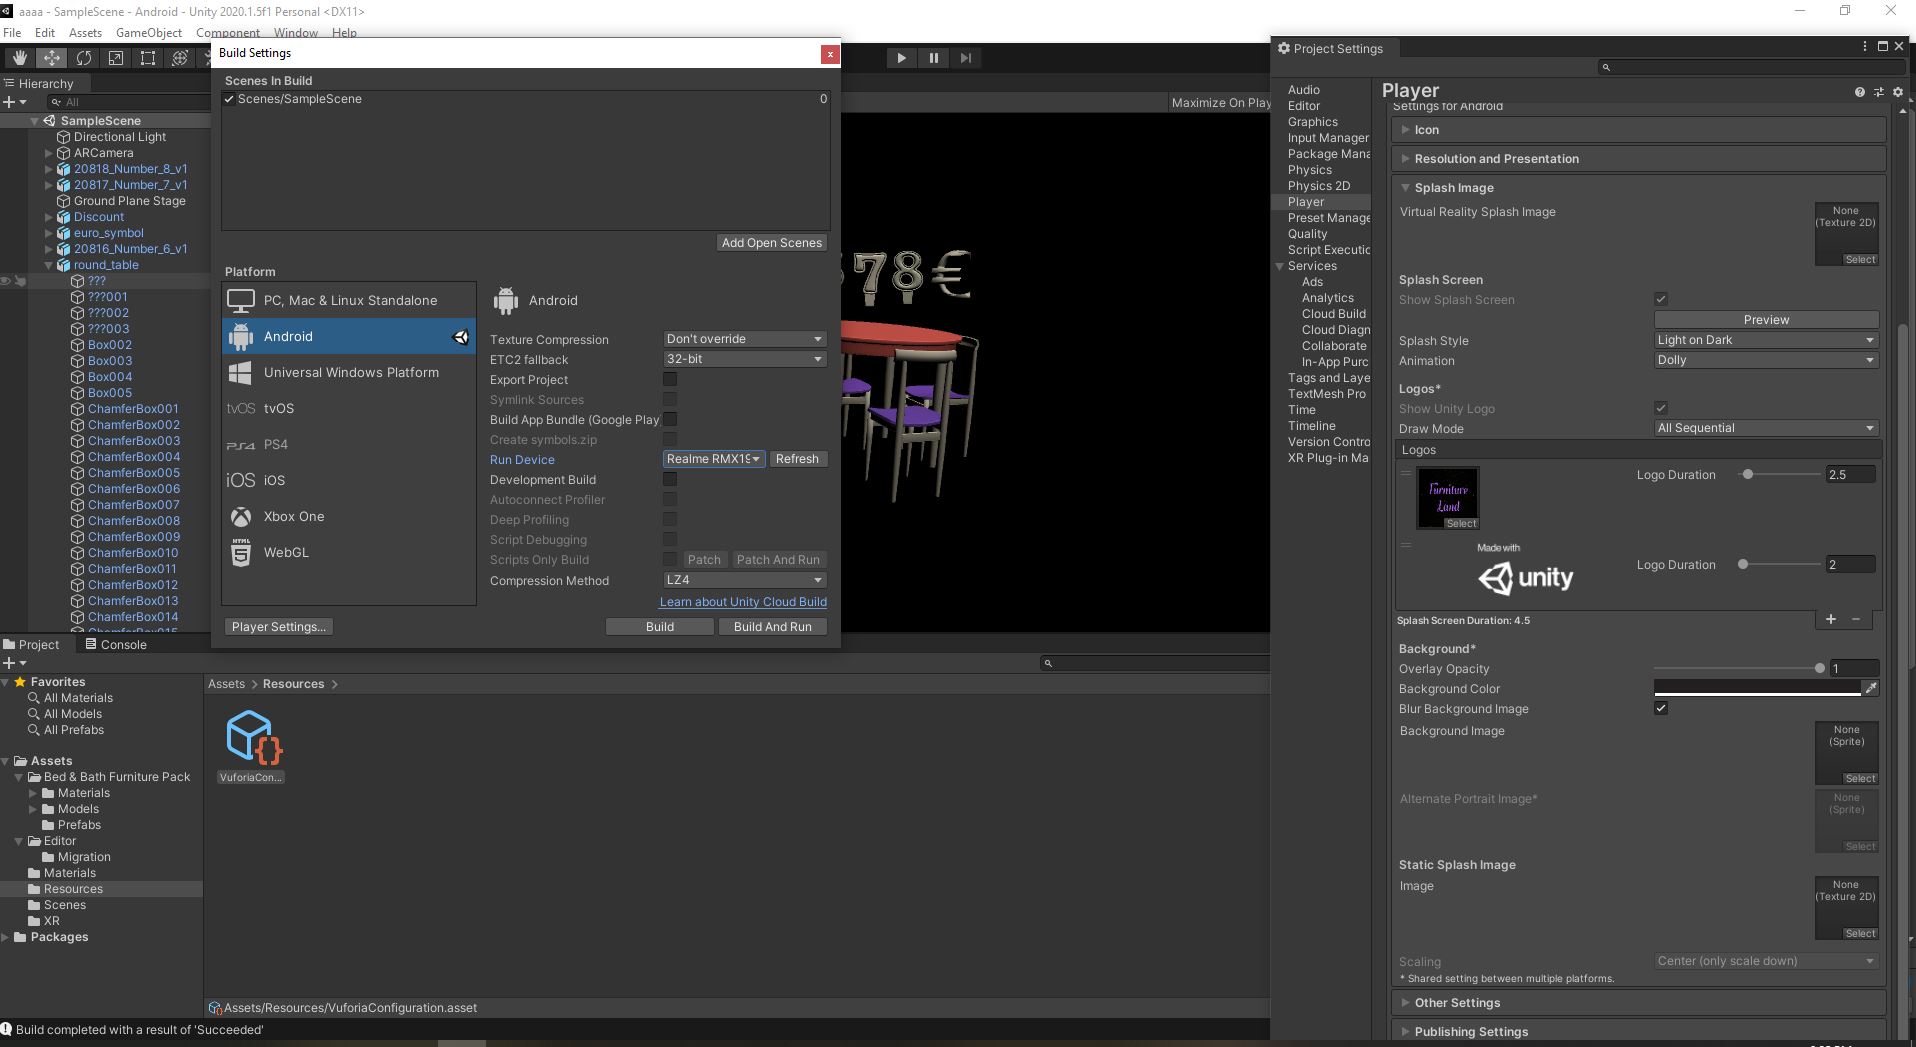 aaaa - SampleScene - Android - Unity 2020.1.5f1 Personal <DX11>
File Edit Assets GameObject Component Window Help
Hierarchy
All
SampleScene
Directional Light
ARCamera
20818_Number_8_v1
20817_Number_7_v1
Ground Plane Stage
Discount
euro_symbol
20816_Number_6_v1
round_table
???
???001
???002
???003
Box002
Box003
Box004
Box005
ChamferBox001
ChamferBox002
ChamferBox003
ChamferBox004
ChamferBox005
ChamferBox006
ChamferBox007
ChamferBox008
ChamferBox009
ChamferBox010
ChamferBox011
ChamferBox012
ChamferBox013
ChamferBox014
ChamferBox015
Build Settings
Scenes In Build
Scenes/SampleScene 0
Add Open Scenes
Platform
PC, Mac & Linux Standalone
Android
Universal Windows Platform
tvOS tvOS
PS4
iOS iOS
Xbox One
HTML 5 WebGL
Android
Texture Compression Don't override
ETC2 fallback 32-bit
Export Project
Symlink Sources
Build App Bundle (Google Play
Create symbols.zip
Run Device Realme RMX19 Refresh
Development Build
Autoconnect Profiler
Deep Profiling
Script Debugging
Scripts Only Build Patch Patch And Run
Compression Method LZ4
Learn about Unity Cloud Build
Player Settings... Build Build And Run
Maximize On Play
78€
Project Settings
Audio
Editor
Graphics
Input Manager
Package Mana
Physics
Physics 2D
Player
Preset Manage
Quality
Script Executio
Services
Ads
Analytics
Cloud Build
Cloud Diagn
Collaborate
In-App Purc
Tags and Laye
TextMesh Pro
Time
Timeline
Version Contro
XR Plug-in Ma
Player
Settings for Android
Icon
Resolution and Presentation
Splash Image
Virtual Reality Splash Image
None
(Texture 2D)
Select
Splash Screen
Show Splash Screen
Preview
Splash Style Light on Dark
Animation Dolly
Logos*
Show Unity Logo
Draw Mode All Sequential
Logos
Furniture
Land
Select
Logo Duration 2.5
Made with
unity
Logo Duration 2
Splash Screen Duration: 4.5
Background*
Overlay Opacity 1
Background Color
Blur Background Image
Background Image
None
(Sprite)
Select
Alternate Portrait Image*
None
(Sprite)
Select
Static Splash Image
Image
None
(Texture 2D)
Select
Scaling Center (only scale down)
* Shared setting between multiple platforms.
Other Settings
Publishing Settings
Project Console
Favorites
All Materials
All Models
All Prefabs
Assets
Bed & Bath Furniture Pack
Materials
Models
Prefabs
Editor
Migration
Materials
Resources
Scenes
XR
Packages
Assets > Resources >
VuforiaCon...
Assets/Resources/VuforiaConfiguration.asset
Build completed with a result of 'Succeeded'